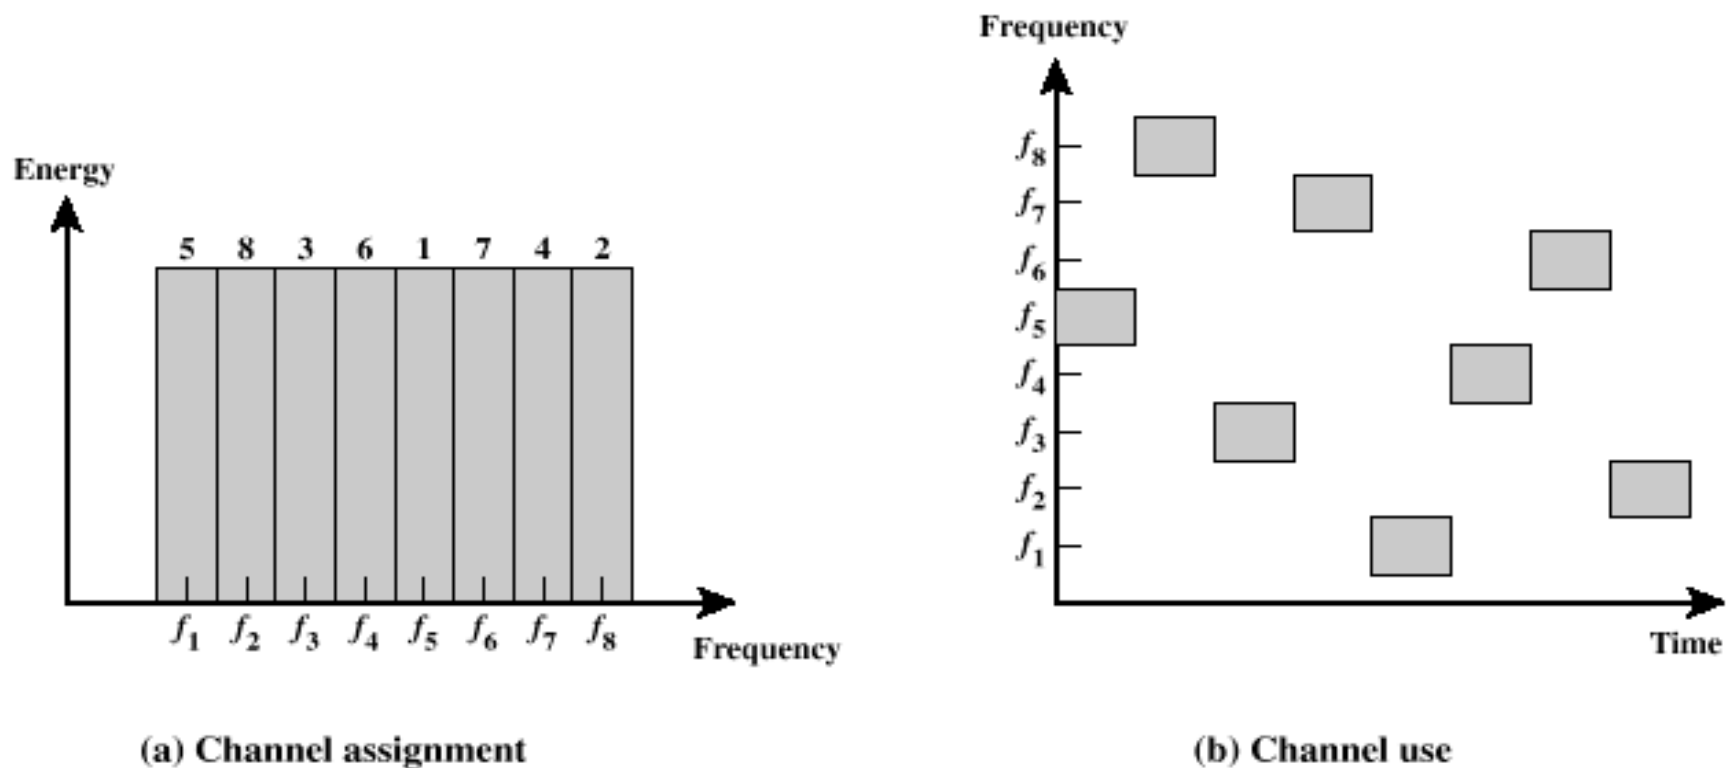 Energy
5 8 3 6 1 7 4 2
f1 f2 f3 f4 f5 f6 f7 f8
Frequency
(a) Channel assignment
Frequency
f8
f7
f6
f5
f4
f3
f2
f1
Time
(b) Channel use